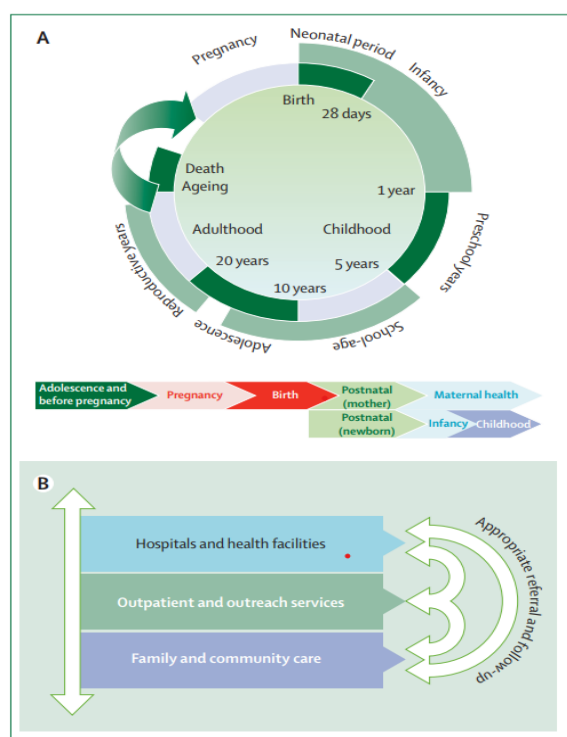 A
Pregnancy
Neonatal period
Infancy
Birth
28 days
1 year
Death
Ageing
Adulthood
Childhood
20 years
5 years
10 years
Preschool years
School-age
Adolescence
Reproductive years
Adolescence and
before pregnancy
Pregnancy
Birth
Postnatal
(mother)
Maternal health
Postnatal
(newborn)
Infancy
Childhood
B
Hospitals and health facilities
Outpatient and outreach services
Family and community care
Appropriate referral and follow-up